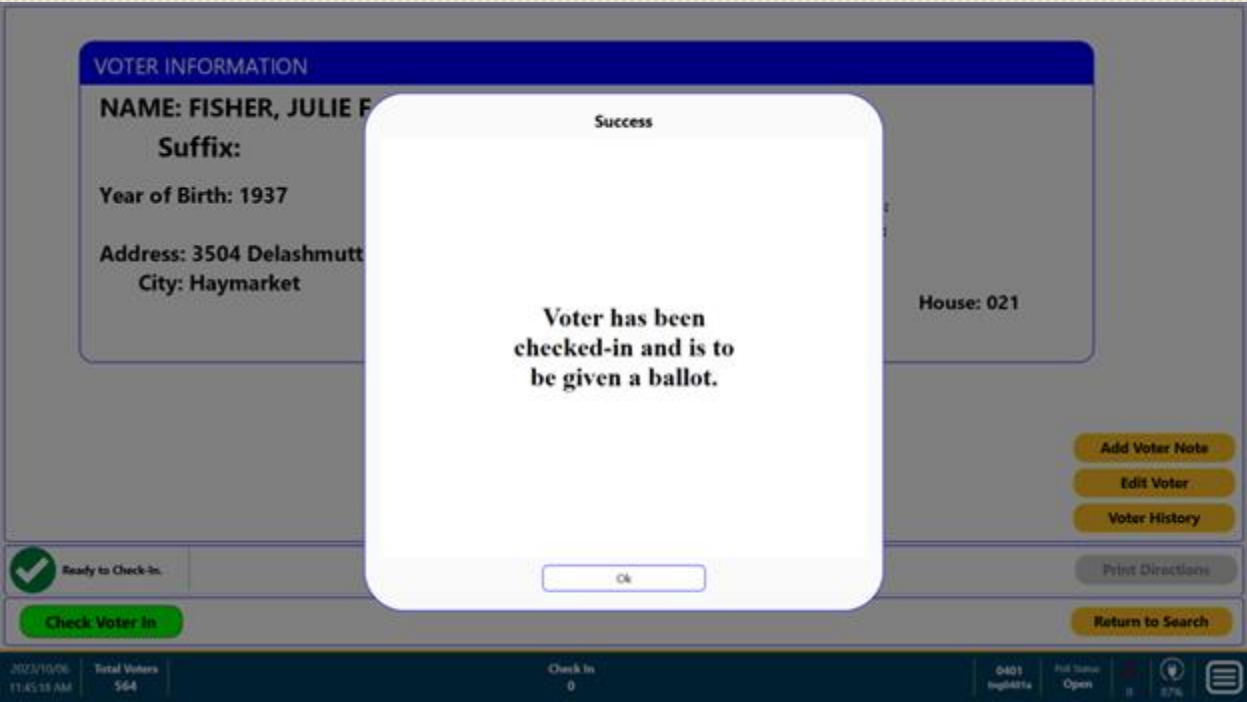 VOTER INFORMATION
NAME: FISHER, JULIE F
Suffix:
Year of Birth: 1937
Address: 3504 Delashmutt
City: Haymarket
House: 021
Success
Voter has been
checked-in and is to
be given a ballot.
Ok
Add Voter Note
Edit Voter
Voter History
Ready to Check-In.
Print Directions
Check Voter In
Return to Search
2023/10/06
11:45:18 AM
Total Voters
564
Check In
0
0401
Poll Status
Open
0
87%